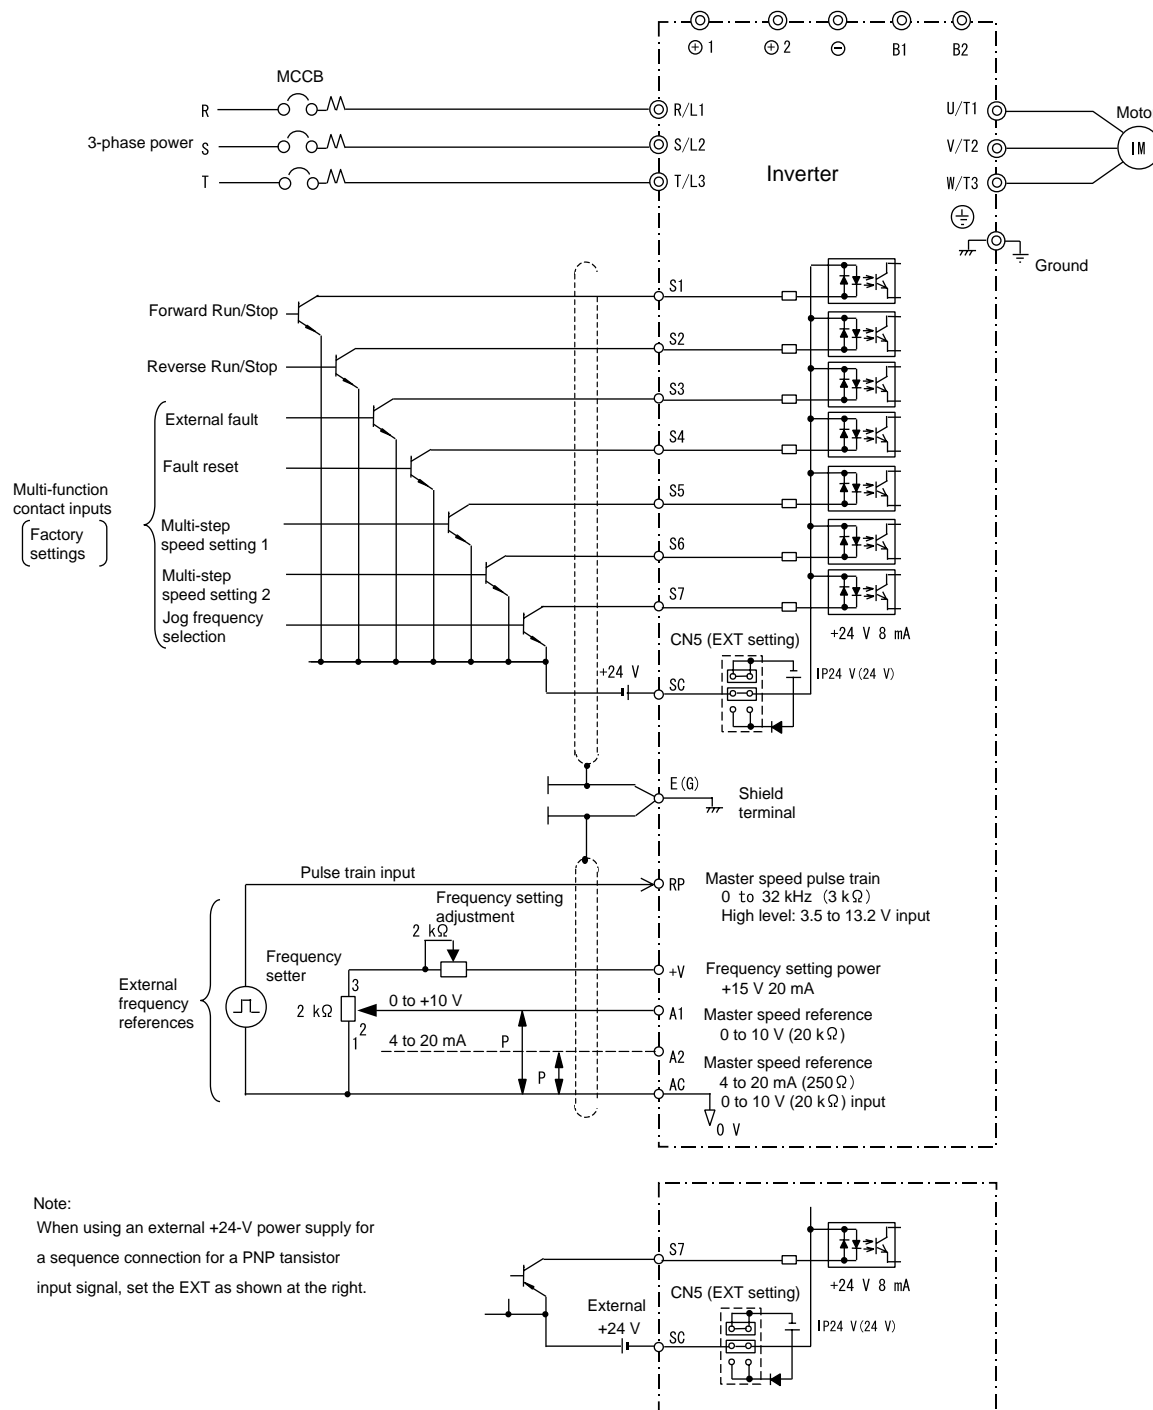 ⊕ 1
⊕ 2
⊖
B1
B2
MCCB
R
3-phase power
S
T
R/L1
S/L2
T/L3
Inverter
U/T1
V/T2
W/T3
Moto
IM
Ground
Forward Run/Stop
Reverse Run/Stop
External fault
Fault reset
Multi-function
contact inputs
Factory
settings
Multi-step
speed setting 1
Multi-step
speed setting 2
Jog frequency
selection
S1
S2
S3
S4
S5
S6
S7
+24 V 8 mA
CN5 (EXT setting)
+24 V
SC
IP24 V(24 V)
E(G)
Shield
terminal
Pulse train input
RP
Master speed pulse train
0 to 32 kHz (3 kΩ)
High level: 3.5 to 13.2 V input
Frequency setting
adjustment
2 kΩ
Frequency
setter
+V
Frequency setting power
+15 V 20 mA
External
frequency
references
3
2 kΩ
2
1
0 to +10 V
A1
Master speed reference
0 to 10 V (20 kΩ)
4 to 20 mA
P
P
A2
Master speed reference
4 to 20 mA (250 Ω)
0 to 10 V (20 kΩ) input
AC
0 V
Note:
When using an external +24-V power supply for
a sequence connection for a PNP tansistor
input signal, set the EXT as shown at the right.
S7
+24 V 8 mA
CN5 (EXT setting)
External
+24 V
SC
IP24 V(24 V)